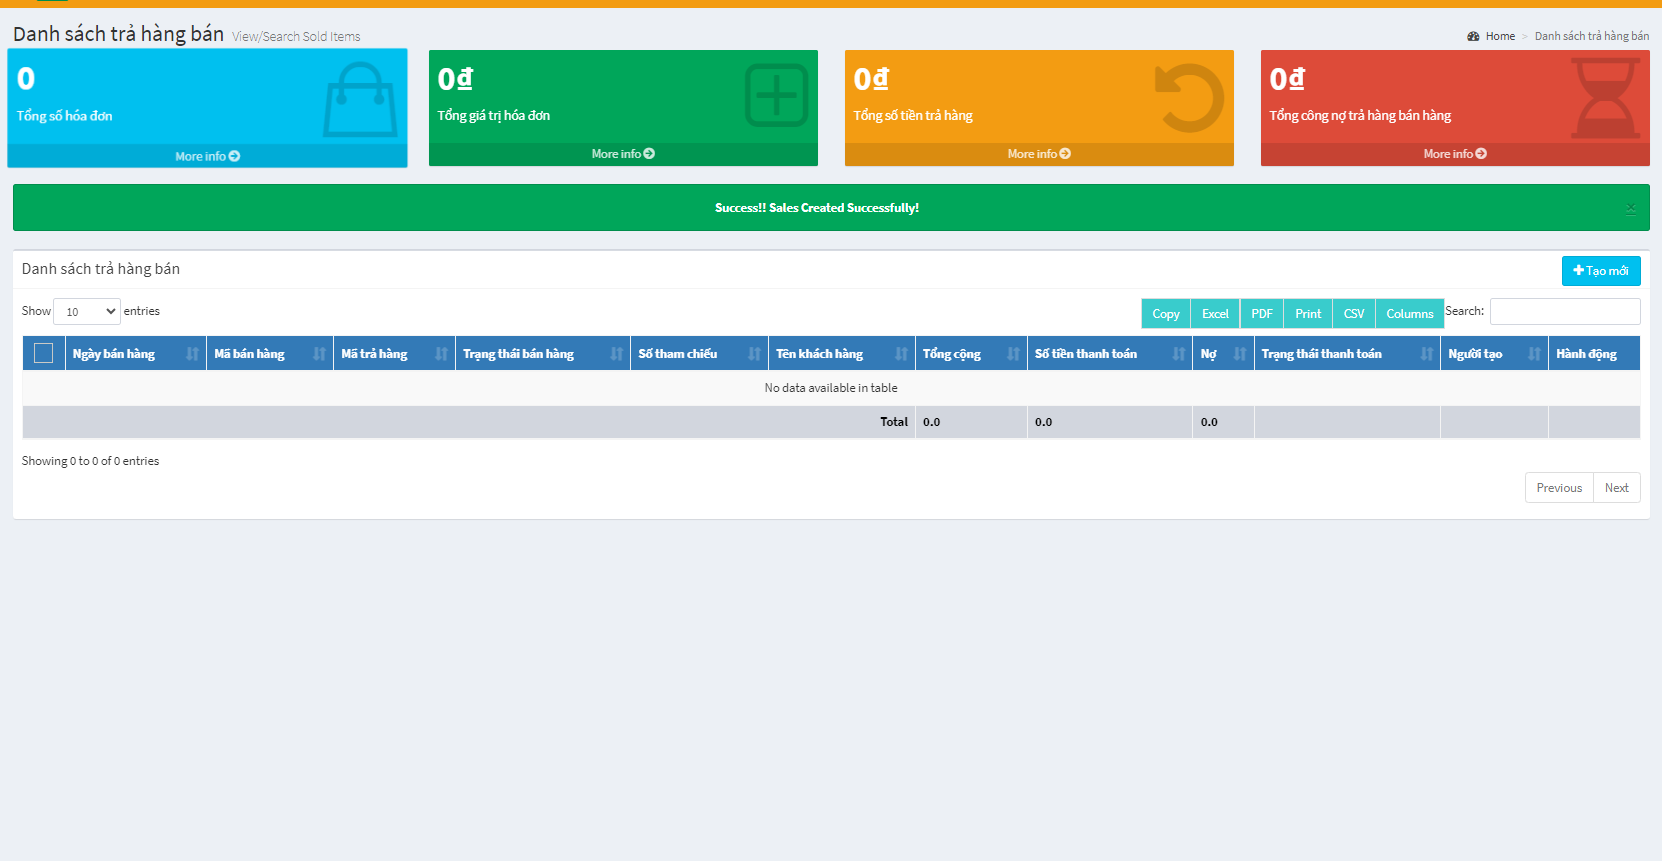 Danh sách trả hàng bán View/Search Sold Items
Home > Danh sách trả hàng bán
0
Tổng số hóa đơn
More info
0₫
Tổng giá trị hóa đơn
More info
0₫
Tổng số tiền trả hàng
More info
0₫
Tổng công nợ trả hàng bán hàng
More info
Success!! Sales Created Successfully!
×
Danh sách trả hàng bán
Tạo mới
Show 10 entries
Copy Excel PDF Print CSV Columns Search:
Ngày bán hàng Mã bán hàng Mã trả hàng Trạng thái bán hàng Số tham chiếu Tên khách hàng Tổng cộng Số tiền thanh toán Nợ Trạng thái thanh toán Người tạo Hành động
No data available in table
Total 0.0 0.0 0.0
Showing 0 to 0 of 0 entries
Previous Next